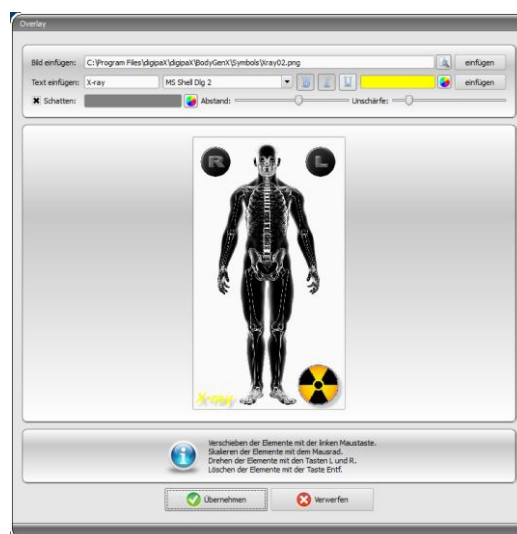 Overlay
Bild einfügen: C:\Program Files\digipaX\digipaX\BodyGenX\Symbols\Xray02.png einfügen
Text einfügen: X-ray MS Shell Dlg 2 B I U einfügen
Schatten: Abstand: Unschärfe:
R L
X-ray
Verschieben der Elemente mit der linken Maustaste.
Skalieren der Elemente mit dem Mausrad.
Drehen der Elemente mit den Tasten L und R.
Löschen der Elemente mit der Taste Entf.
Übernehmen Verwerfen